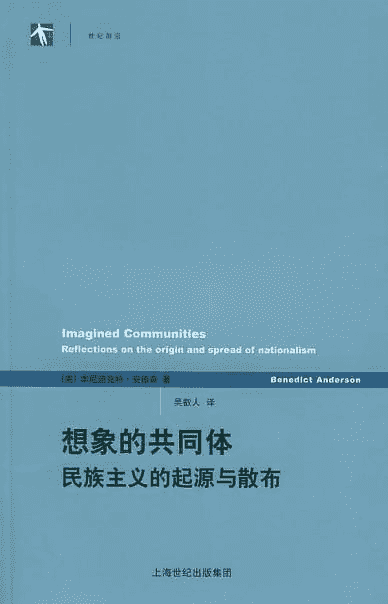 世纪前沿
Imagined Communities
Reflections on the origin and spread of nationalism
[美] 本尼迪克特·安德森 著
Benedict Anderson
吴叡人 译
想象的共同体
民族主义的起源与散布
上海世纪出版集团